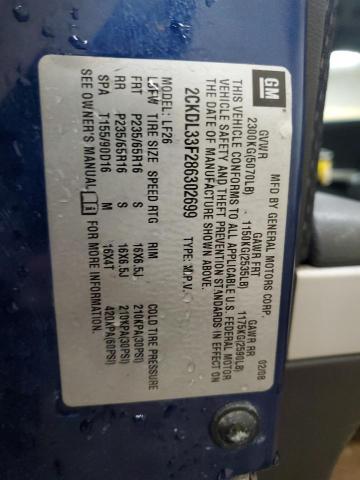 GM
MFD BY GENERAL MOTORS CORP. 02/08
GVWR GAWR FRT GAWR RR
2300KG(5070LB) 1150KG(2535LB) 1175KG(2590LB)
THIS VEHICLE CONFORMS TO ALL APPLICABLE U.S. FEDERAL MOTOR
VEHICLE SAFETY AND THEFT PREVENTION STANDARDS IN EFFECT ON
THE DATE OF MANUFACTURE SHOWN ABOVE.
2CKDL33F286302699 TYPE: M.P.V.
MODEL: LF26
TIRE SIZE SPEED RTG RIM COLD TIRE PRESSURE
FRT P235/65R16 S 16X6.5J 210KPA(30PSI)
RR P235/65R16 S 16X6.5J 210KPA(30PSI)
SPA T155/90D16 M 16X4T 420KPA(60PSI)
SEE OWNER'S MANUAL